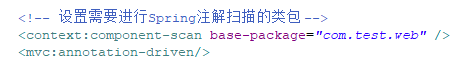 <!-- 设置需要进行Spring注解扫描的类包 -->
<context:component-scan base-package="com.test.web" />
<mvc:annotation-driven/>